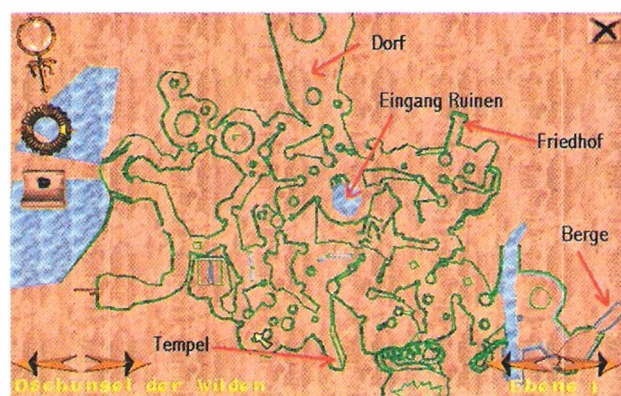 Dorf
Eingang Ruinen
Friedhof
Berge
Tempel
Dschungel der Wilden
Ebene 1